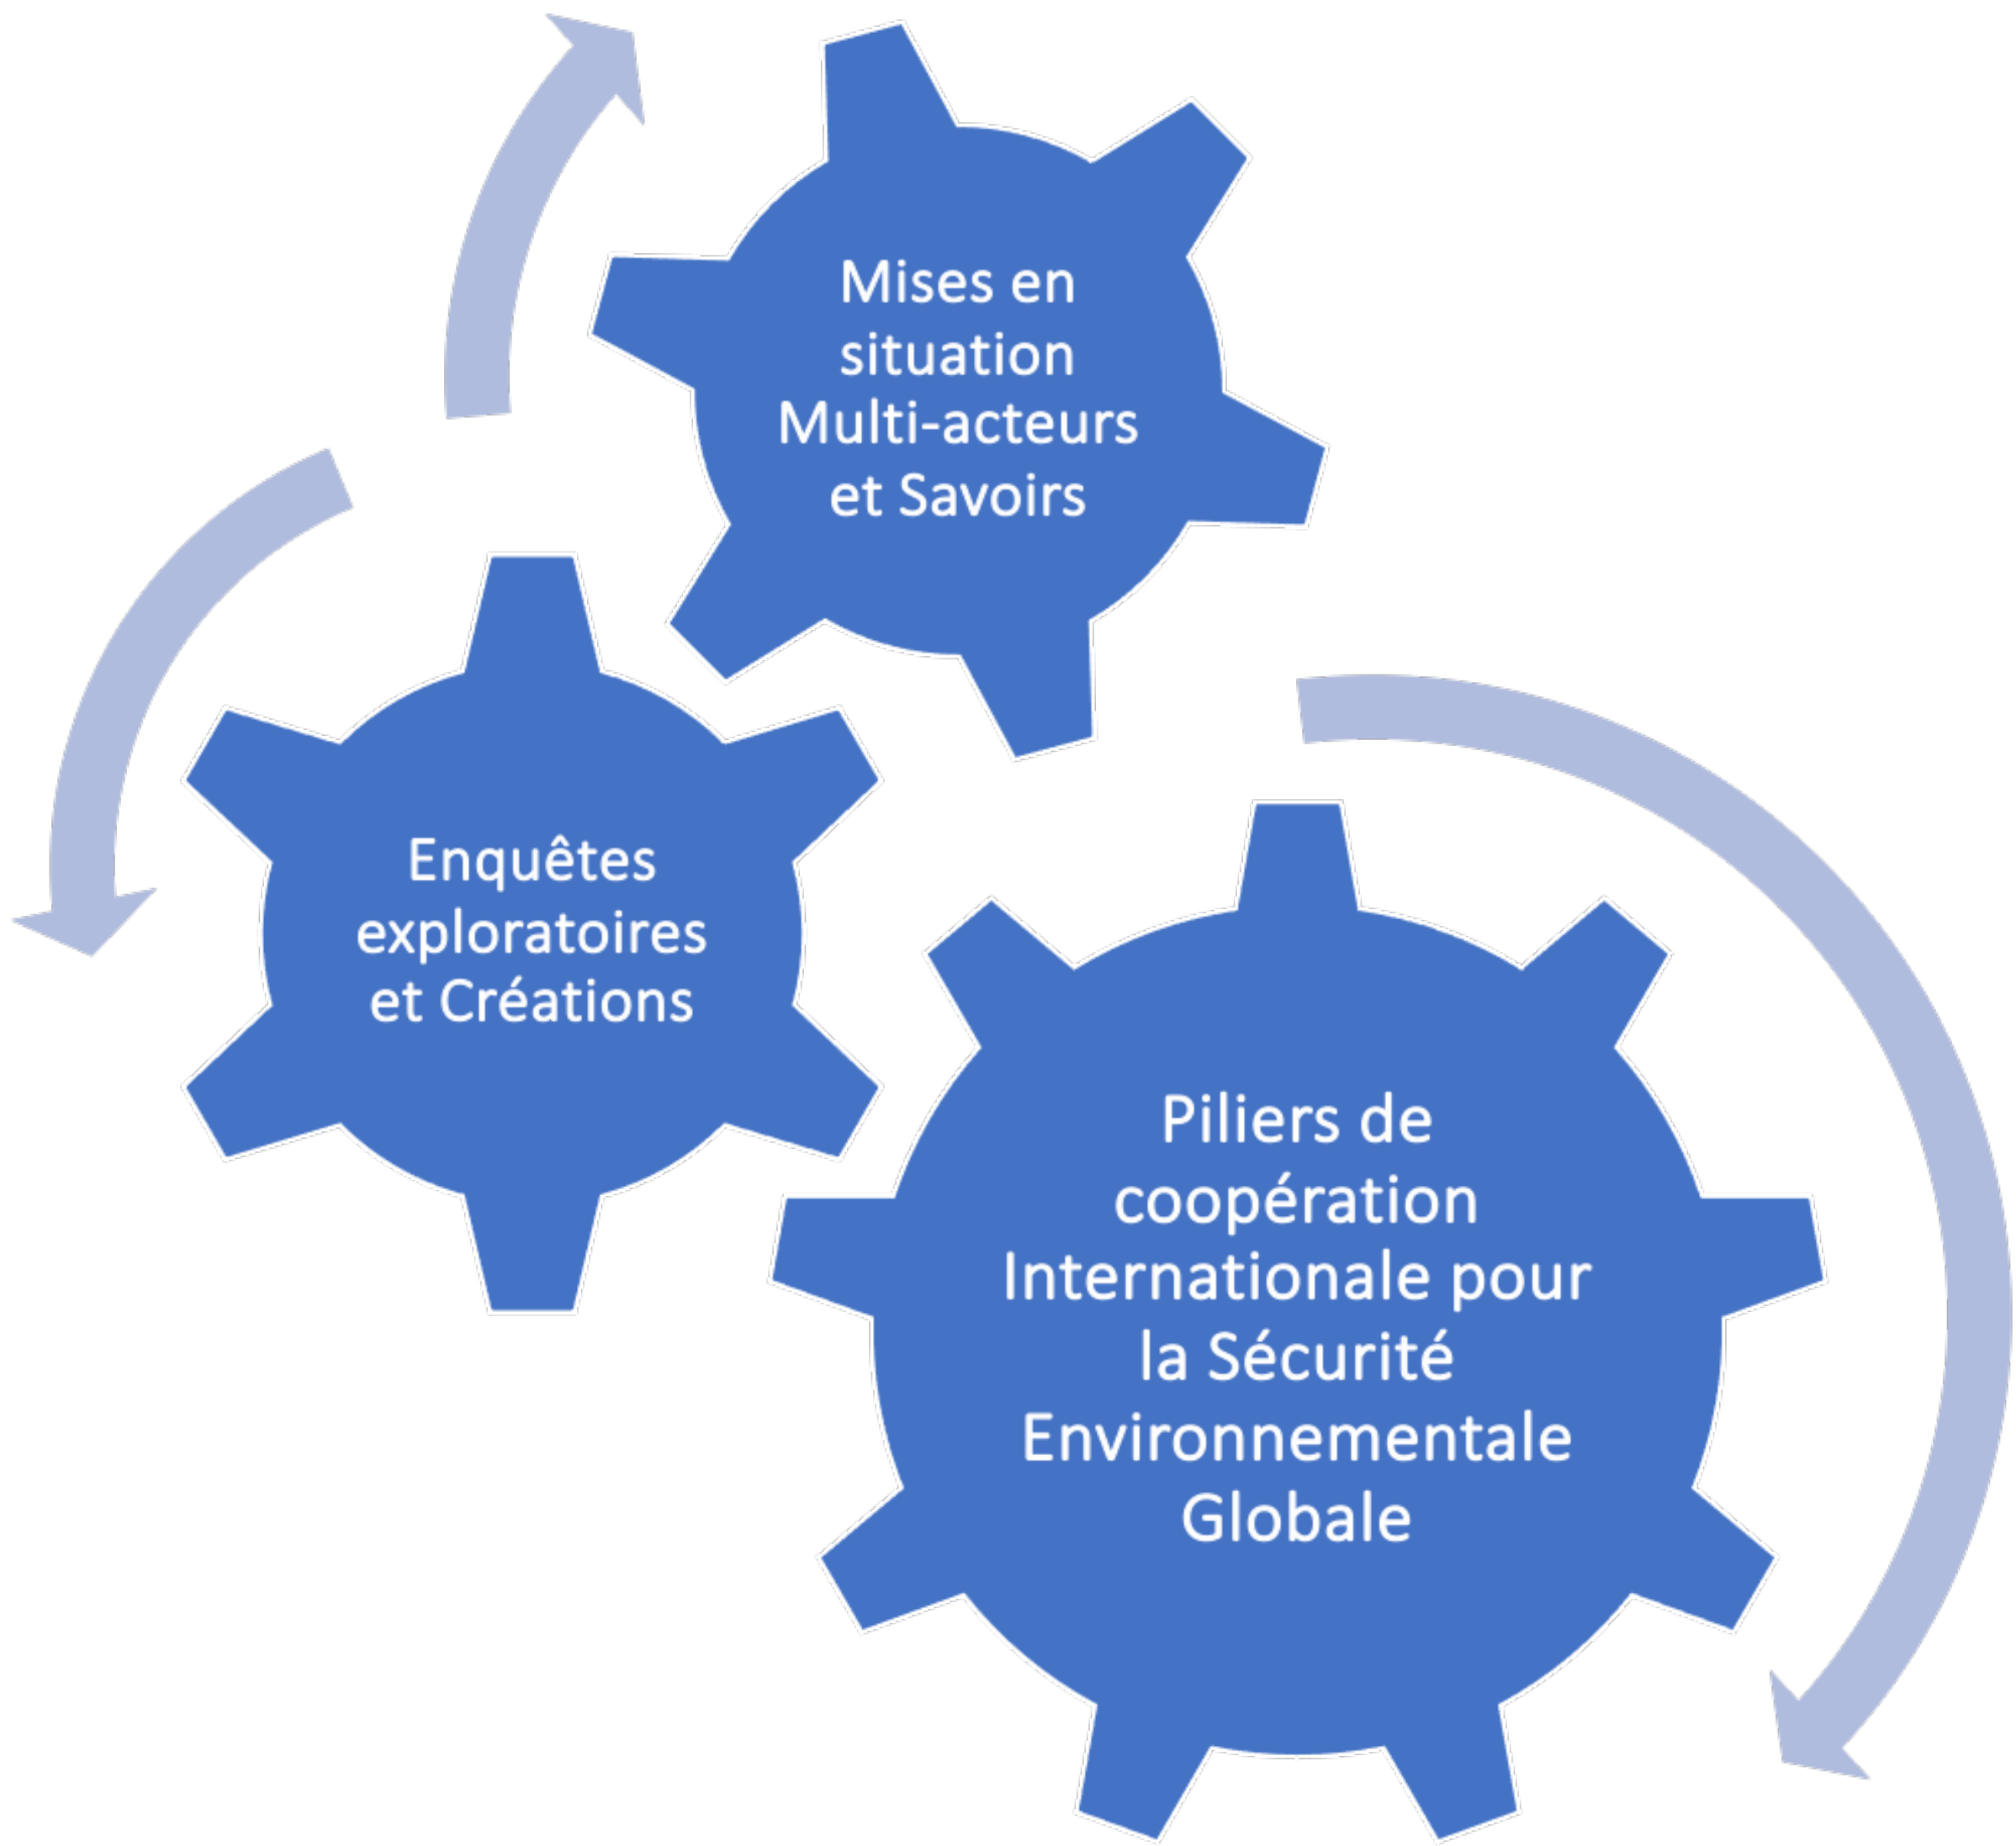 Mises en
situation
Multi-acteurs
et Savoirs
Enquêtes
exploratoires
et Créations
Piliers de
coopération
Internationale pour
la Sécurité
Environnementale
Globale